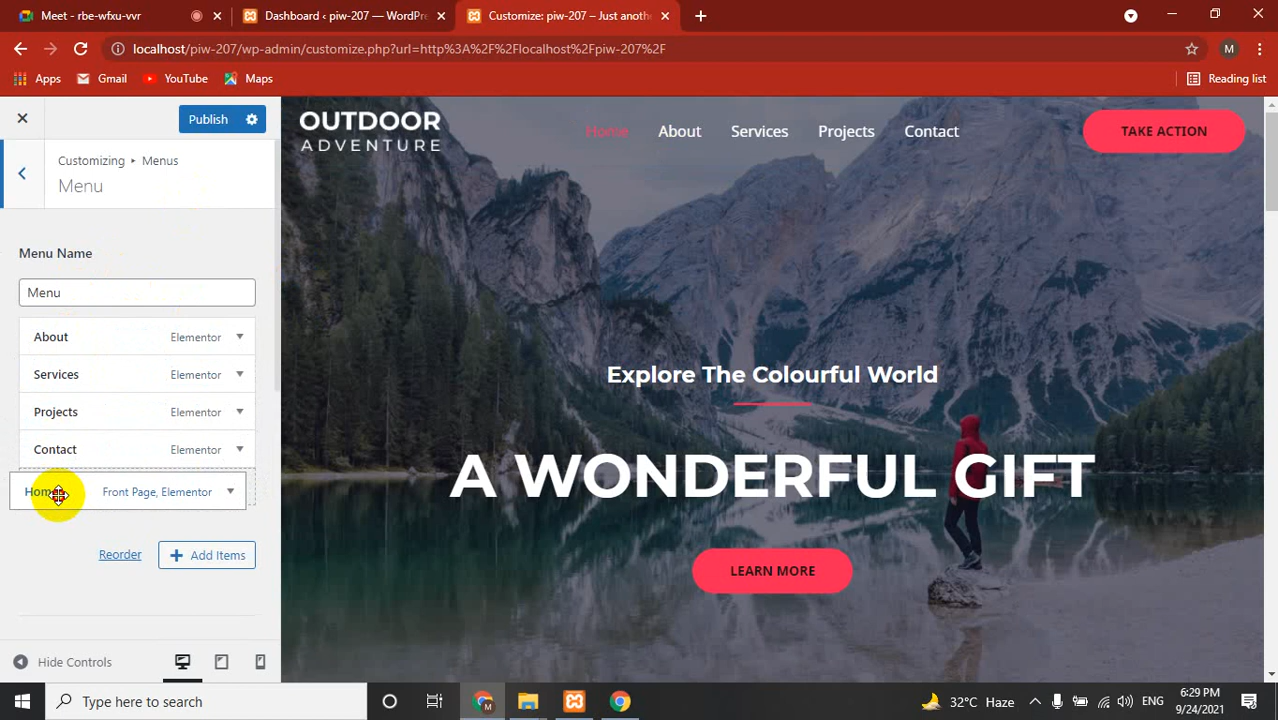 Meet - rbe-wfxu-vvr
Dashboard ‹ piw-207 — WordPre
Customize: piw-207 – Just anoth
localhost/piw-207/wp-admin/customize.php?url=http%3A%2F%2Flocalhost%2Fpiw-207%2F
M
Apps
Gmail
YouTube
Maps
Reading list
Publish
Customizing ▸ Menus
Menu
Menu Name
Menu
About Elementor
Services Elementor
Projects Elementor
Contact Elementor
Home Front Page, Elementor
Reorder
Add Items
Hide Controls
OUTDOOR
ADVENTURE
Home
About
Services
Projects
Contact
TAKE ACTION
Explore The Colourful World
A WONDERFUL GIFT
LEARN MORE
Type here to search
M
32°C Haze
ENG
6:29 PM
9/24/2021